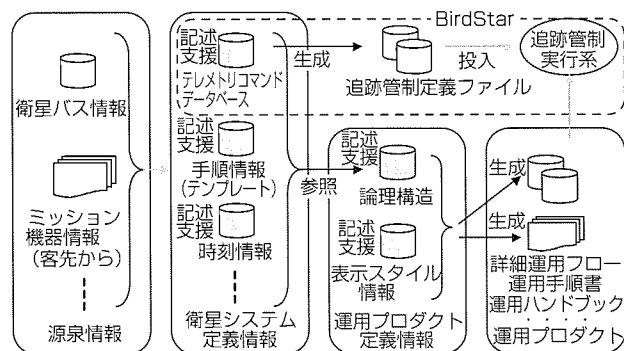 BirdStar
衛星バス情報
ミッション
機器情報
(客先から)
源泉情報
記述
支援
テレメトリコマンド
データベース
記述
支援
手順情報
(テンプレート)
記述
支援
時刻情報
衛星システム
定義情報
生成
追跡管制定義ファイル
投入
追跡管制
実行系
参照
記述
支援
論理構造
記述
支援
表示スタイル
情報
運用プロダクト
定義情報
生成
生成
詳細運用フロー
運用手順書
運用ハンドブック
・・・・
運用プロダクト